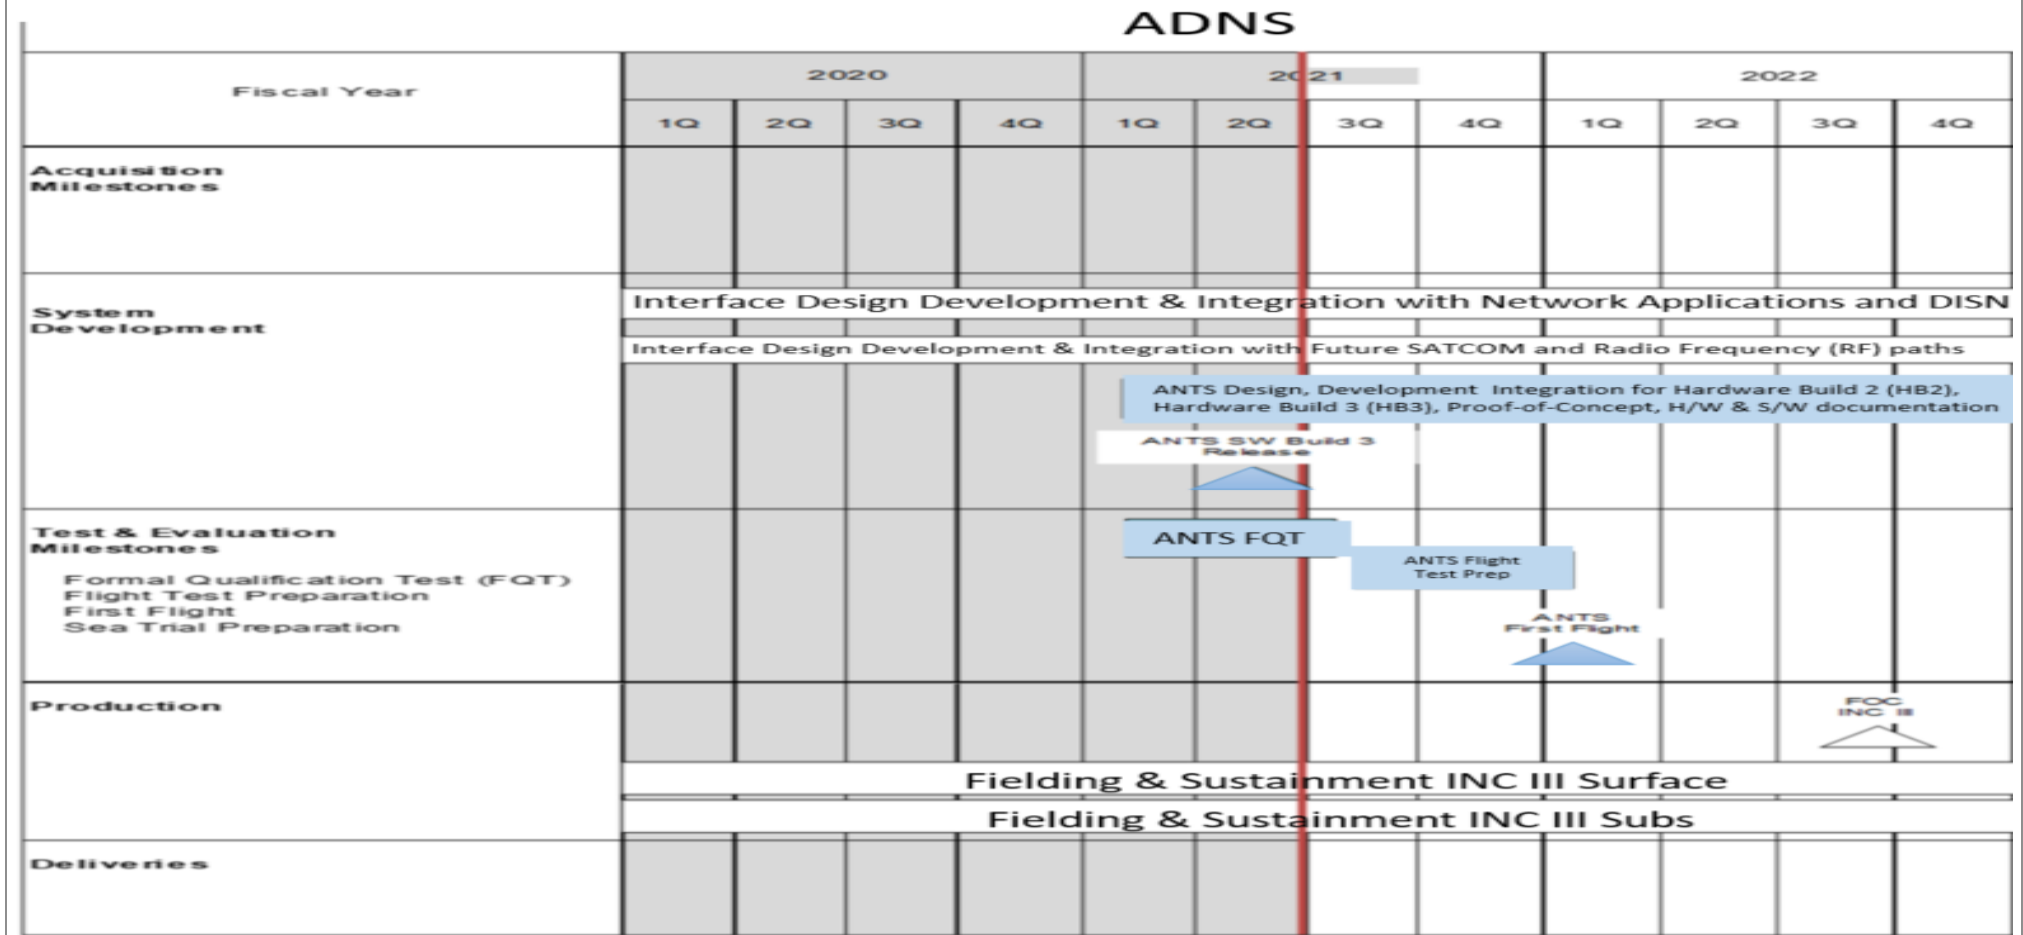 ADNS
Fiscal Year
2020
2021
2022
1Q 2Q 3Q 4Q 1Q 2Q 3Q 4Q 1Q 2Q 3Q 4Q
Acquisition
Milestones
System
Development
Interface Design Development & Integration with Network Applications and DISN
Interface Design Development & Integration with Future SATCOM and Radio Frequency (RF) paths
ANTS Design, Development Integration for Hardware Build 2 (HB2),
Hardware Build 3 (HB3), Proof-of-Concept, H/W & S/W documentation
ANTS SW Build 3
Release
Test & Evaluation
Milestones
Formal Qualification Test (FQT)
Flight Test Preparation
First Flight
Sea Trial Preparation
ANTS FQT
ANTS Flight
Test Prep
ANTS
First Flight
Production
FOC
INC III
Fielding & Sustainment INC III Surface
Fielding & Sustainment INC III Subs
Deliveries